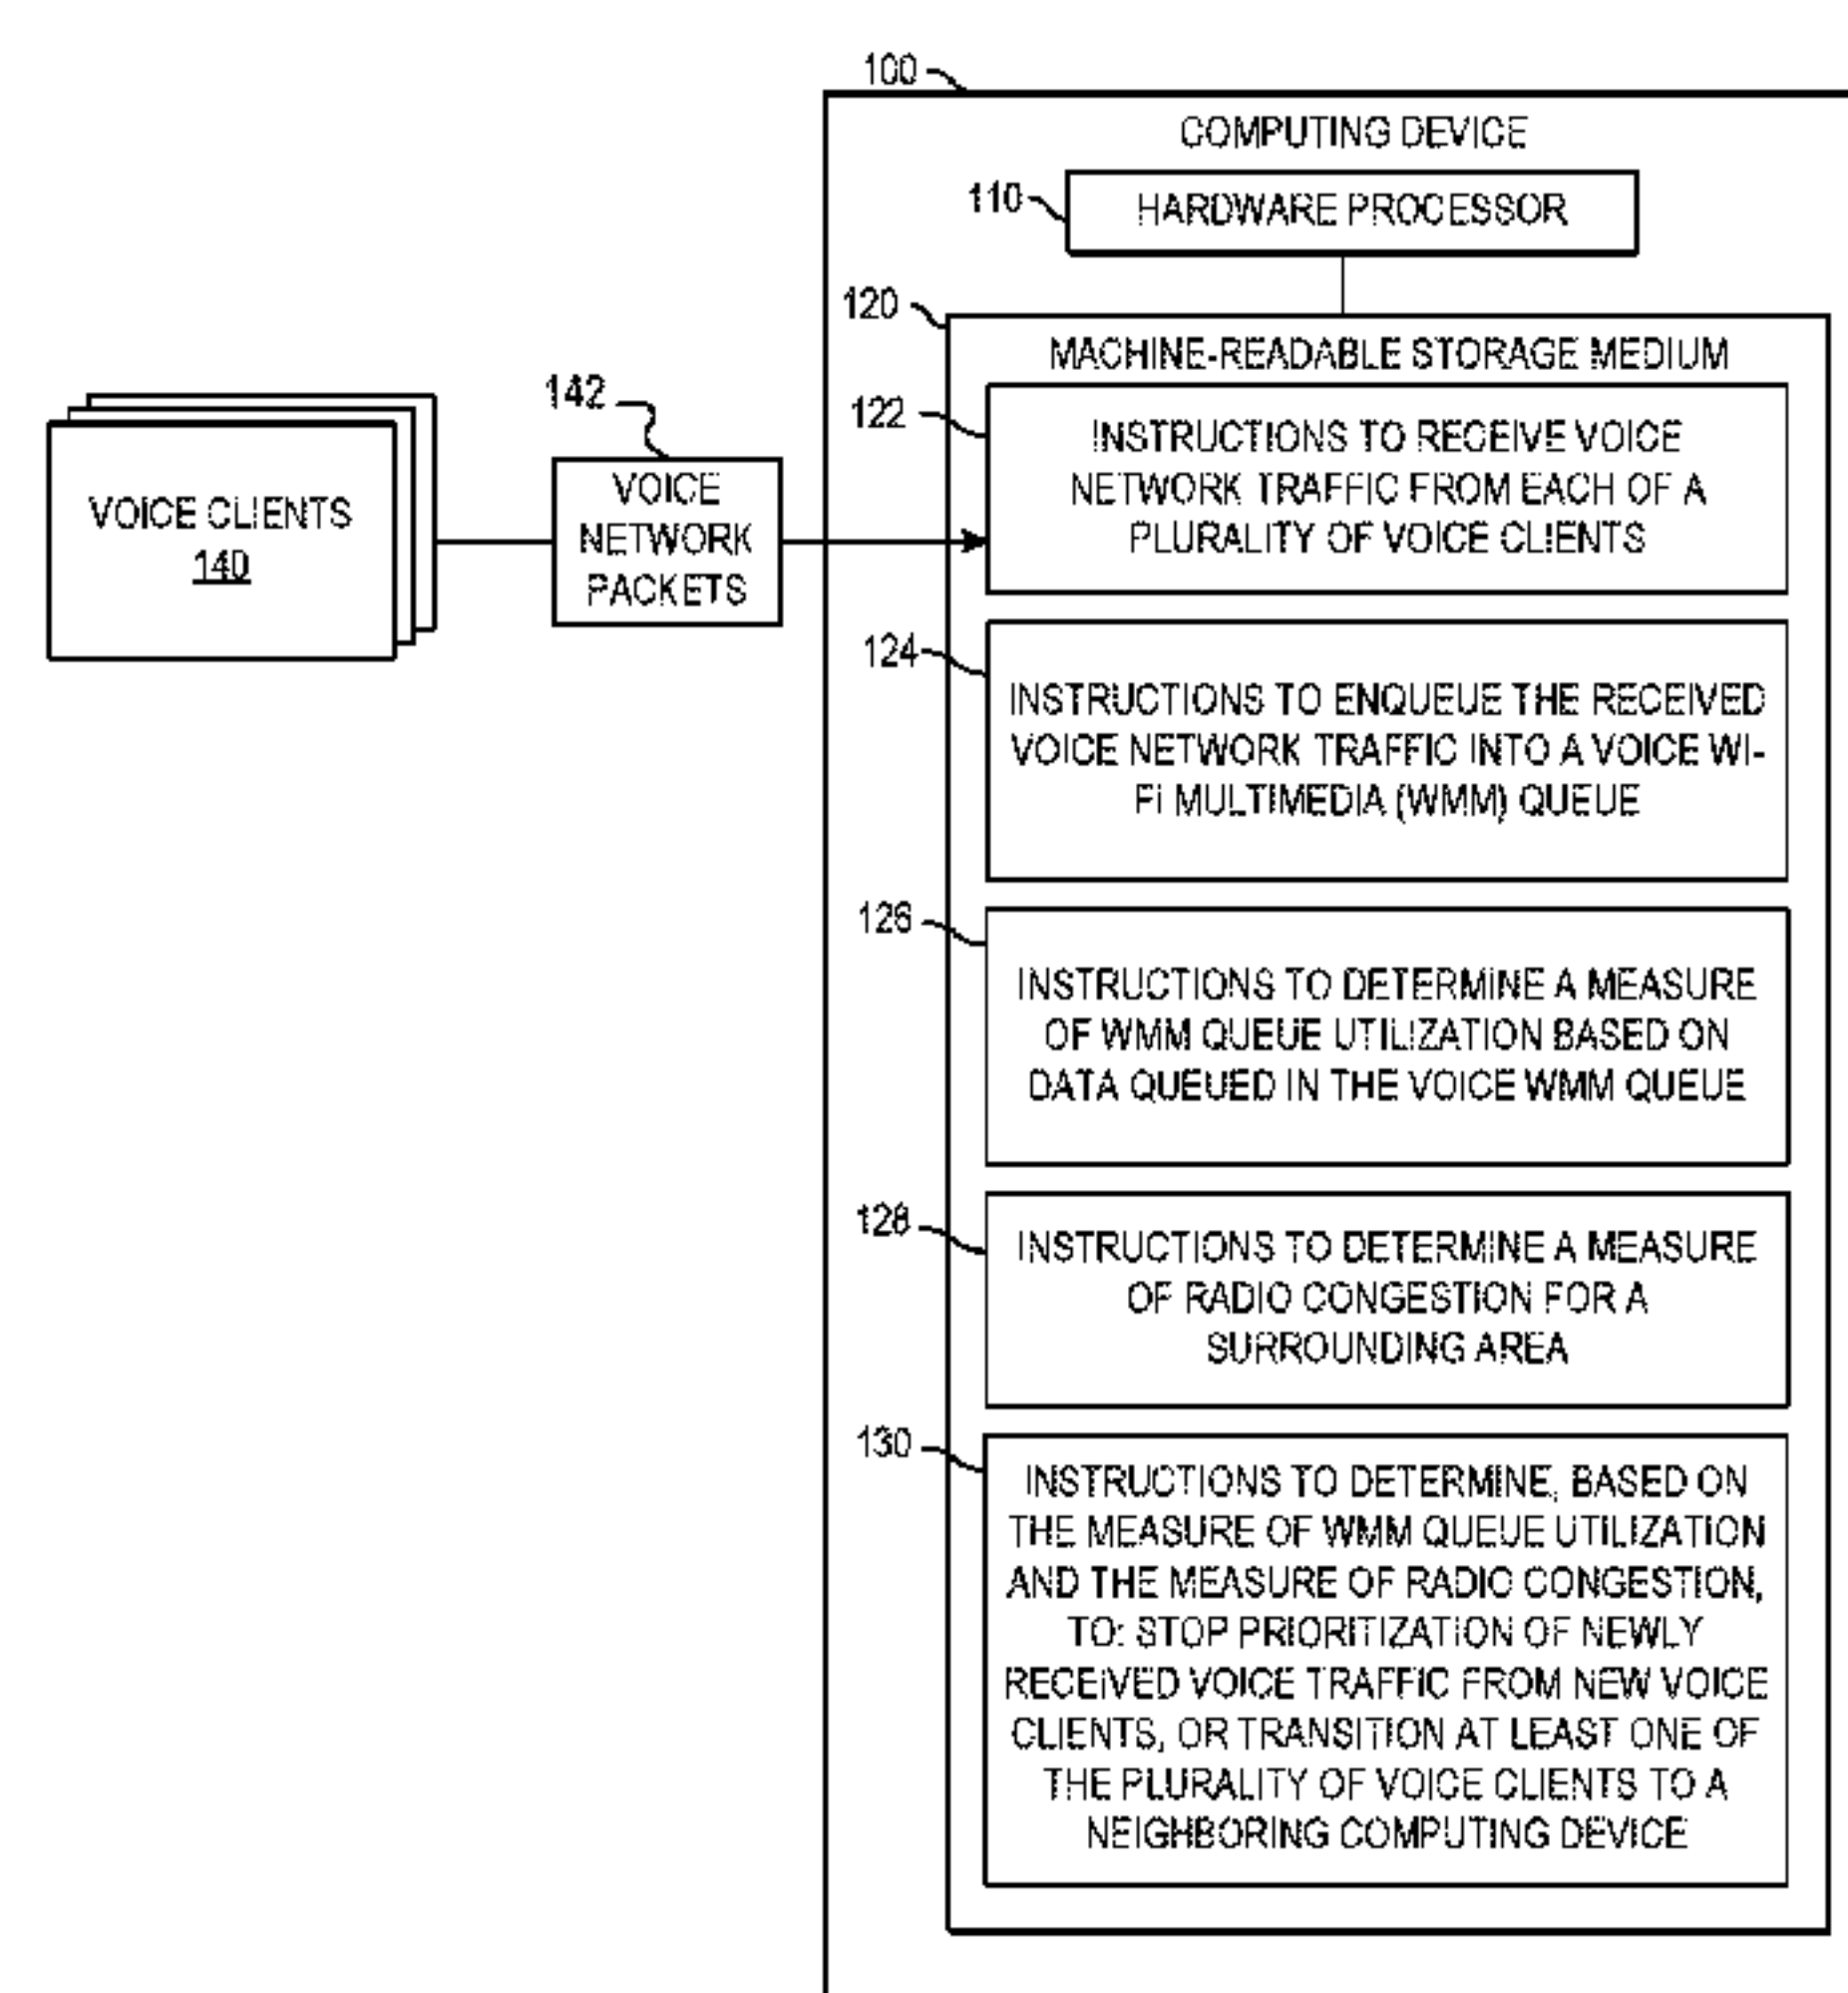 100
COMPUTING DEVICE
110
HARDWARE PROCESSOR
120
MACHINE-READABLE STORAGE MEDIUM
142
122
INSTRUCTIONS TO RECEIVE VOICE
NETWORK TRAFFIC FROM EACH OF A
PLURALITY OF VOICE CLIENTS
VOICE CLIENTS
140
VOICE
NETWORK
PACKETS
124
INSTRUCTIONS TO ENQUEUE THE RECEIVED
VOICE NETWORK TRAFFIC INTO A VOICE WI-
FI MULTIMEDIA (WMM) QUEUE
126
INSTRUCTIONS TO DETERMINE A MEASURE
OF WMM QUEUE UTILIZATION BASED ON
DATA QUEUED IN THE VOICE WMM QUEUE
128
INSTRUCTIONS TO DETERMINE A MEASURE
OF RADIO CONGESTION FOR A
SURROUNDING AREA
130
INSTRUCTIONS TO DETERMINE, BASED ON
THE MEASURE OF WMM QUEUE UTILIZATION
AND THE MEASURE OF RADIO CONGESTION,
TO: STOP PRIORITIZATION OF NEWLY
RECEIVED VOICE TRAFFIC FROM NEW VOICE
CLIENTS, OR TRANSITION AT LEAST ONE OF
THE PLURALITY OF VOICE CLIENTS TO A
NEIGHBORING COMPUTING DEVICE